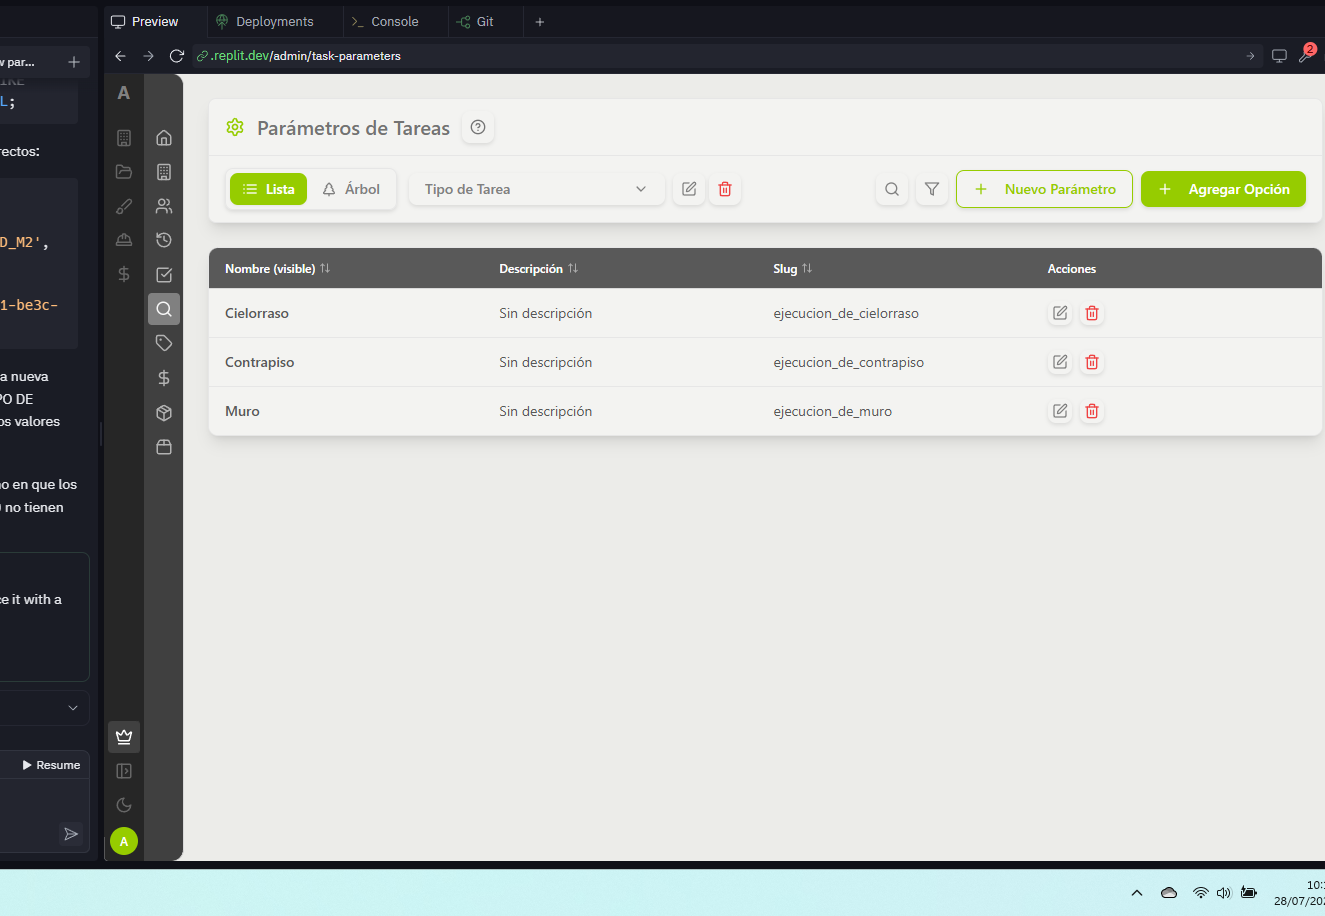 Preview
Deployments
Console
Git
.replit.dev/admin/task-parameters
2
w par...
L;
rectos:
D_M2',
1-be3c-
a nueva
PO DE
os valores
o en que los
no tienen
ce it with a
Resume
A
A
Parámetros de Tareas
Lista
Árbol
Tipo de Tarea
Nuevo Parámetro
Agregar Opción
Nombre (visible)
Descripción
Slug
Acciones
Cielorraso
Sin descripción
ejecucion_de_cielorraso
Contrapiso
Sin descripción
ejecucion_de_contrapiso
Muro
Sin descripción
ejecucion_de_muro
10:
28/07/20